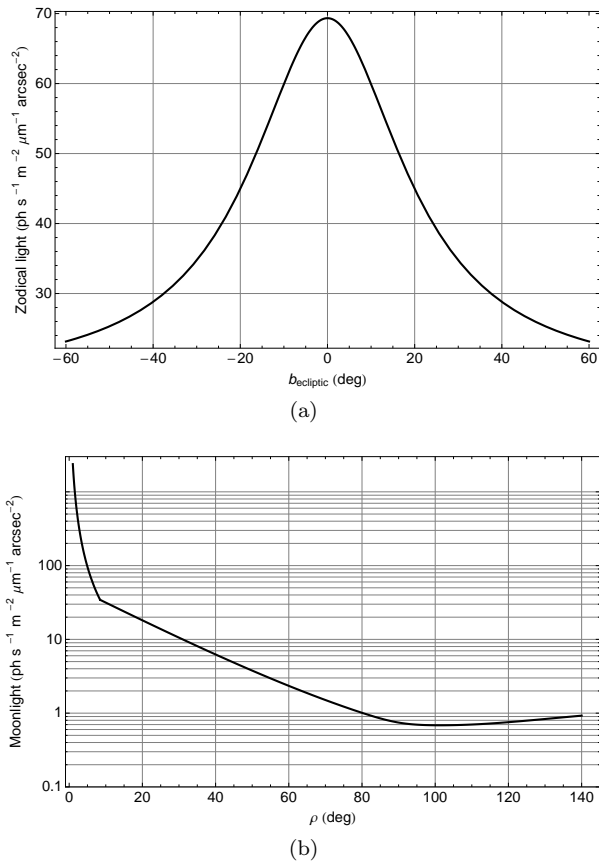 70
60
50
40
30
Zodical light (ph s⁻¹ m⁻² μm⁻¹ arcsec⁻²)
−60 −40 −20 0 20 40 60
b_ecliptic (deg)
(a)
100
10
1
0.1
Moonlight (ph s⁻¹ m⁻² μm⁻¹ arcsec⁻²)
0 20 40 60 80 100 120 140
ρ (deg)
(b)